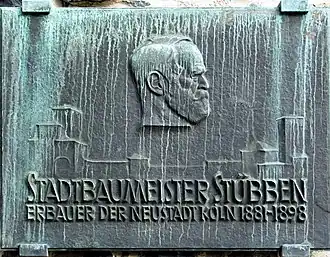 STADTBAUMEISTER STÜBBEN
ERBAUER DER NEUSTADT KÖLN 1881-1898